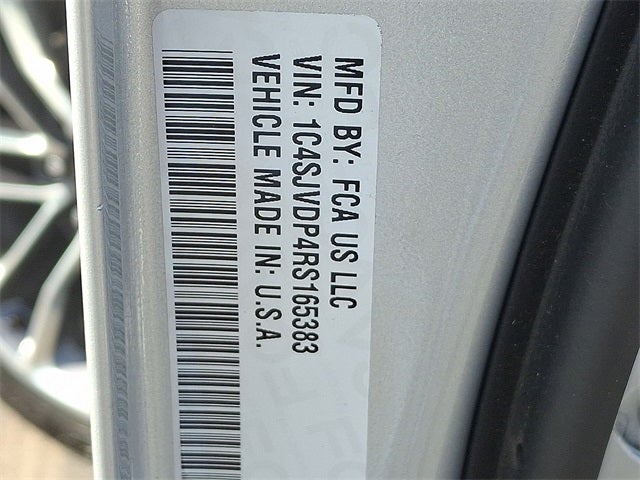 MFD BY: FCA US LLC
VIN: 1C4SJVDP4RS165383
VEHICLE MADE IN: U.S.A.